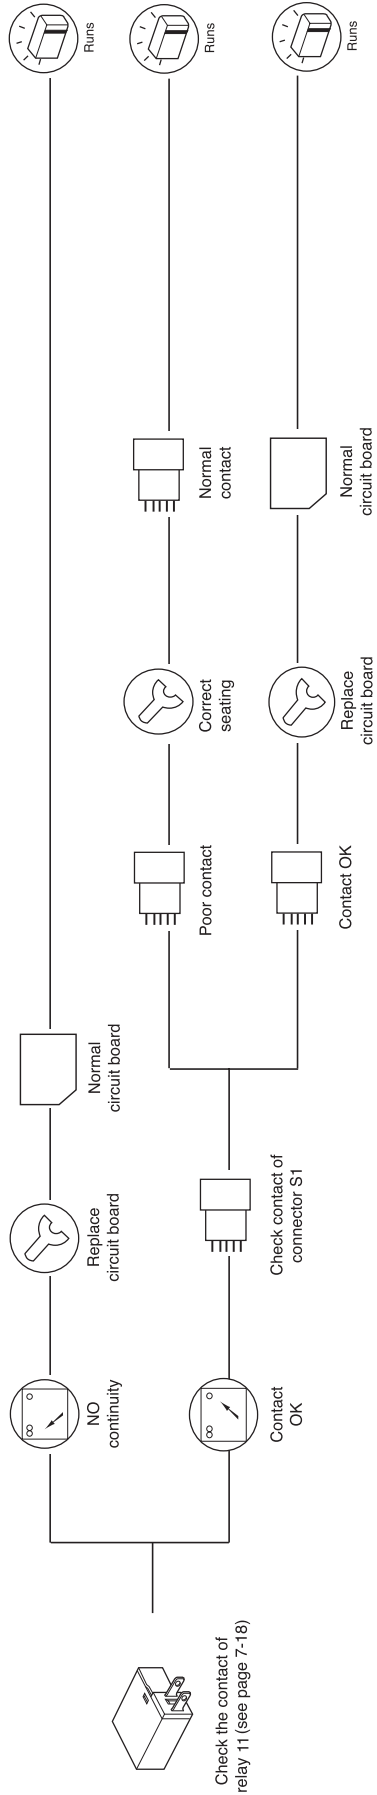 Check the contact of
relay 11 (see page 7-18)
NO
continuity
Replace
circuit board
Normal
circuit board
Runs
Contact
OK
Check contact of
connector S1
Poor contact
Correct
seating
Normal
contact
Runs
Contact OK
Replace
circuit board
Normal
circuit board
Runs